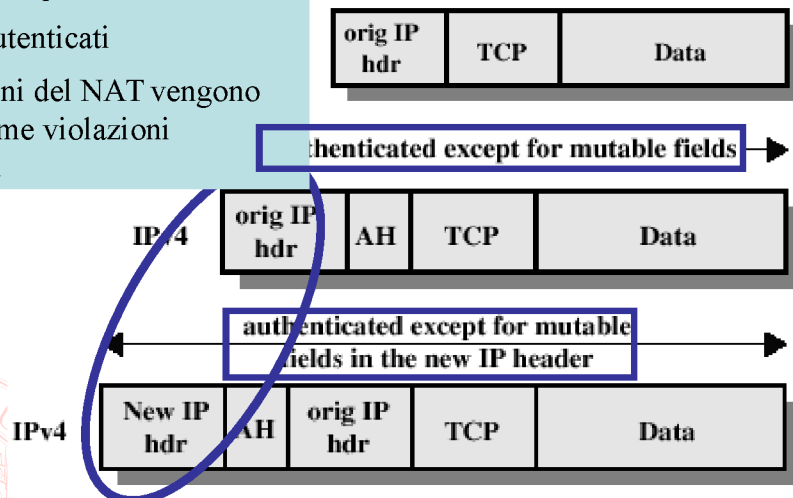 utenticati
ni del NAT vengono
me violazioni
orig IP
hdr
TCP
Data
thenticated except for mutable fields
IPv4
orig IP
hdr
AH
TCP
Data
authenticated except for mutable
fields in the new IP header
IPv4
New IP
hdr
AH
orig IP
hdr
TCP
Data